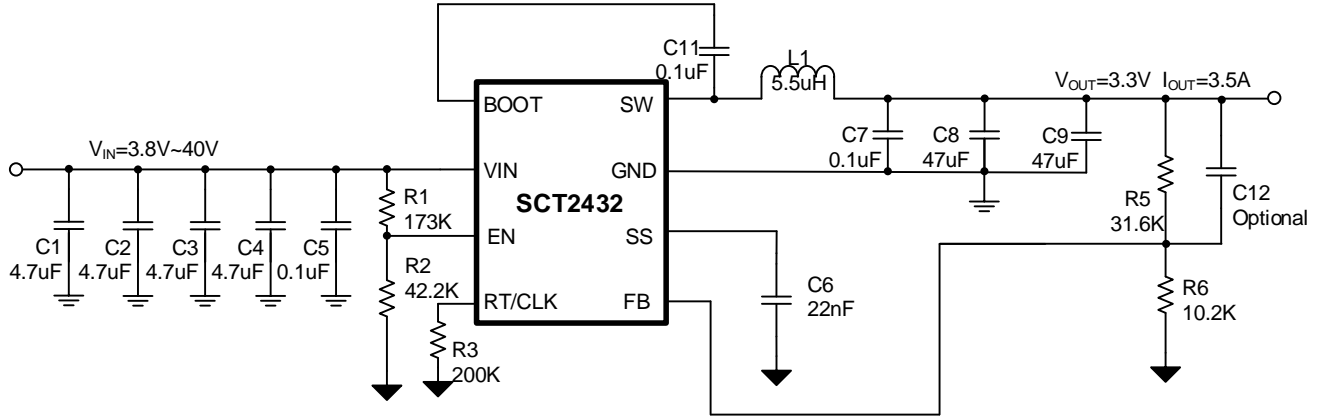 C11
0.1uF
L1
5.5uH
VOUT=3.3V IOUT=3.5A
BOOT
SW
VIN=3.8V~40V
VIN
GND
SCT2432
EN
SS
RT/CLK
FB
C7
0.1uF
C8
47uF
C9
47uF
R5
31.6K
C12
Optional
R1
173K
R2
42.2K
C1
4.7uF
C2
4.7uF
C3
4.7uF
C4
4.7uF
C5
0.1uF
C6
22nF
R6
10.2K
R3
200K